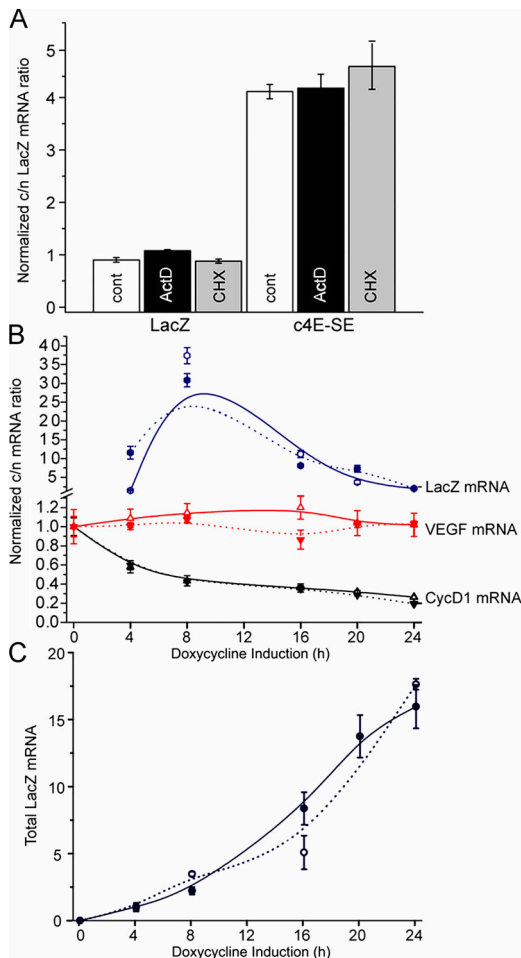 A
Normalized c/n LacZ mRNA ratio
5
4
3
2
1
0
cont
ActD
CHX
cont
ActD
CHX
LacZ
c4E-SE
B
Normalized c/n mRNA ratio
40
35
30
25
20
15
10
5
1.2
1.0
0.8
0.6
0.4
0.2
0.0
LacZ mRNA
VEGF mRNA
CycD1 mRNA
0 4 8 12 16 20 24
Doxycycline Induction (h)
C
Total LacZ mRNA
20
15
10
5
0
0 4 8 12 16 20 24
Doxycycline Induction (h)